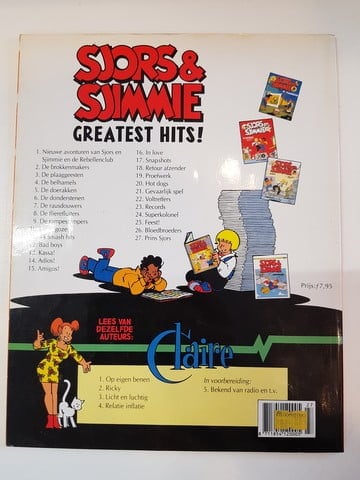 SJORS &
SJIMMIE
GREATEST HITS!
1. Nieuwe avonturen van Sjors en
Sjimmie en de Rebellenclub
2. De brokkenmakers
3. De plaaggeesten
4. De belhamels
5. De doerakken
6. De donderstenen
7. De rausdouwers
8. De flierefluiters
9. De rampestampers
11. Smash hits
12. Bad boys
13. Kassa!
14. Adios!
15. Amigos!
16. In love
17. Snapshots
18. Retour afzender
19. Proefwerk
20. Hot dogs
21. Gevaarlijk spel
22. Voltreffers
23. Records
24. Superkolonel
25. Feest!
26. Bloedbroeders
27. Prins Sjors
Prijs: ƒ 7,95
LEES VAN
DEZELFDE
AUTEURS:
Claire
1. Op eigen benen
2. Ricky
3. Licht en luchtig
4. Relatie inflatie
In voorbereiding:
5. Bekend van radio en t.v.